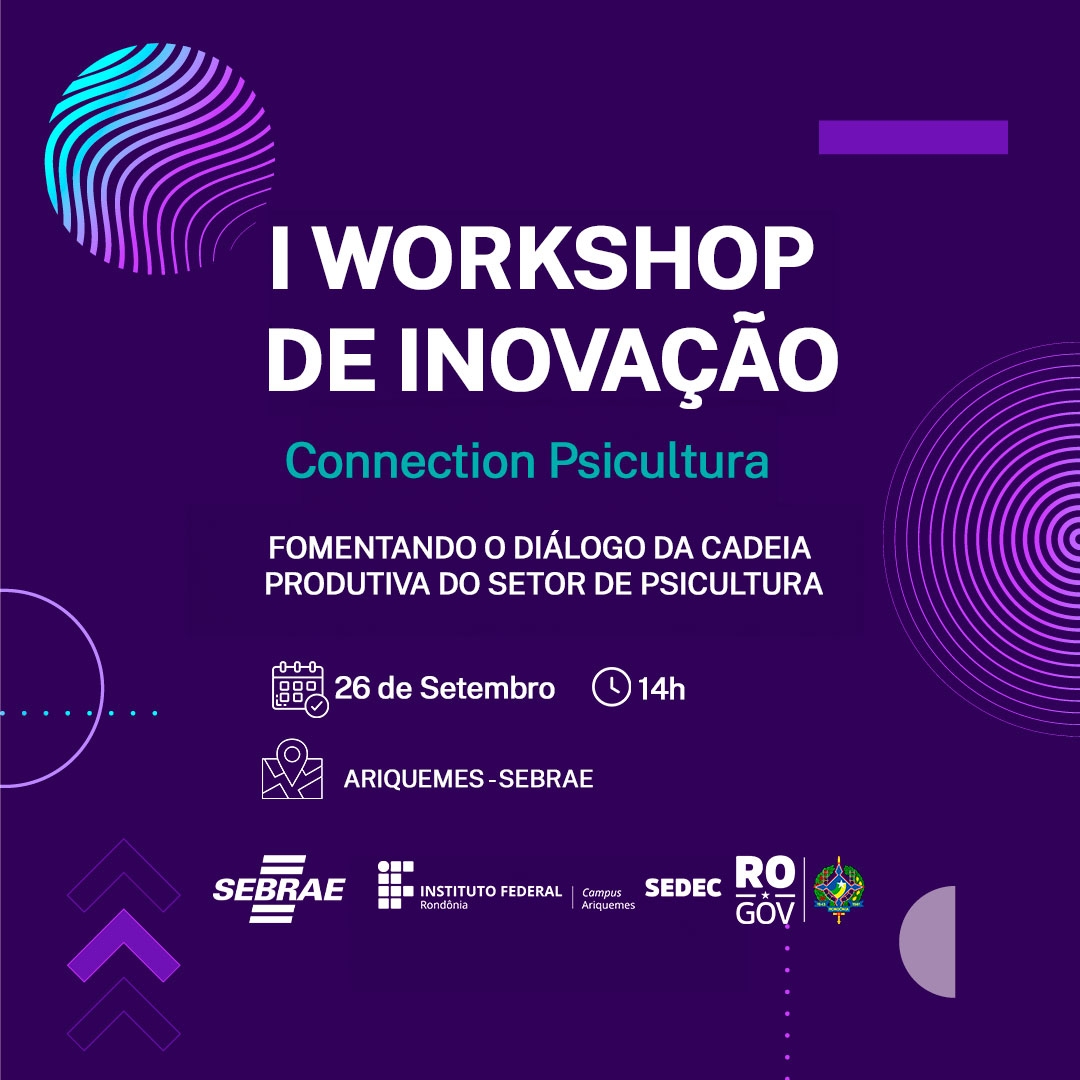 I WORKSHOP
DE INOVAÇÃO
Connection Psicultura
FOMENTANDO O DIÁLOGO DA CADEIA
PRODUTIVA DO SETOR DE PSICULTURA
26 de Setembro 14h
ARIQUEMES - SEBRAE
SEBRAE
INSTITUTO FEDERAL
Rondônia
Campus
Ariquemes
SEDEC
RO
GOV
RONDÔNIA